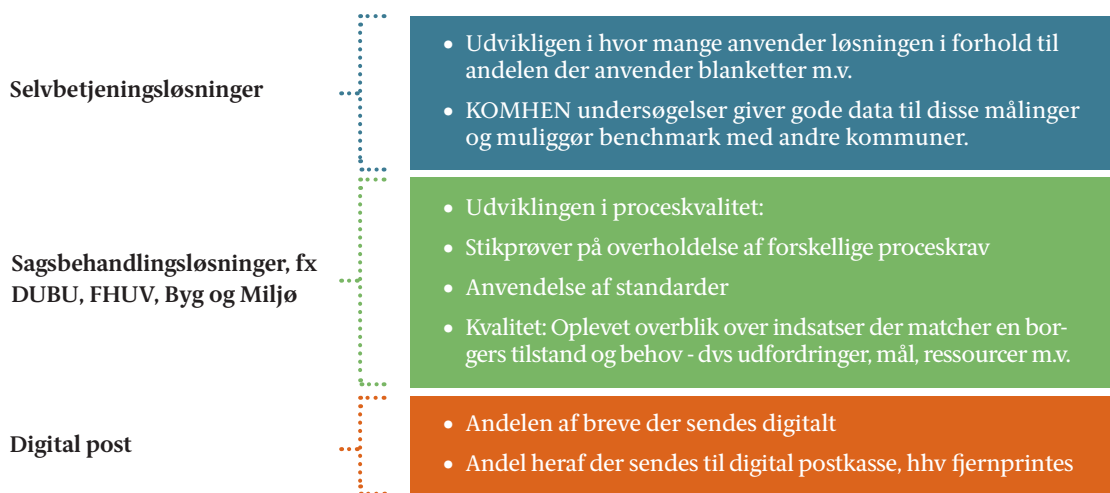 Selvbetjeningsløsninger
• Udvikligen i hvor mange anvender løsningen i forhold til
andelen der anvender blanketter m.v.
• KOMHEN undersøgelser giver gode data til disse målinger
og muliggør benchmark med andre kommuner.
Sagsbehandlingsløsninger, fx
DUBU, FHUV, Byg og Miljø
• Udviklingen i proceskvalitet:
• Stikprøver på overholdelse af forskellige proceskrav
• Anvendelse af standarder
• Kvalitet: Oplevet overblik over indsatser der matcher en bor-
gers tilstand og behov - dvs udfordringer, mål, ressourcer m.v.
Digital post
• Andelen af breve der sendes digitalt
• Andel heraf der sendes til digital postkasse, hhv fjernprintes